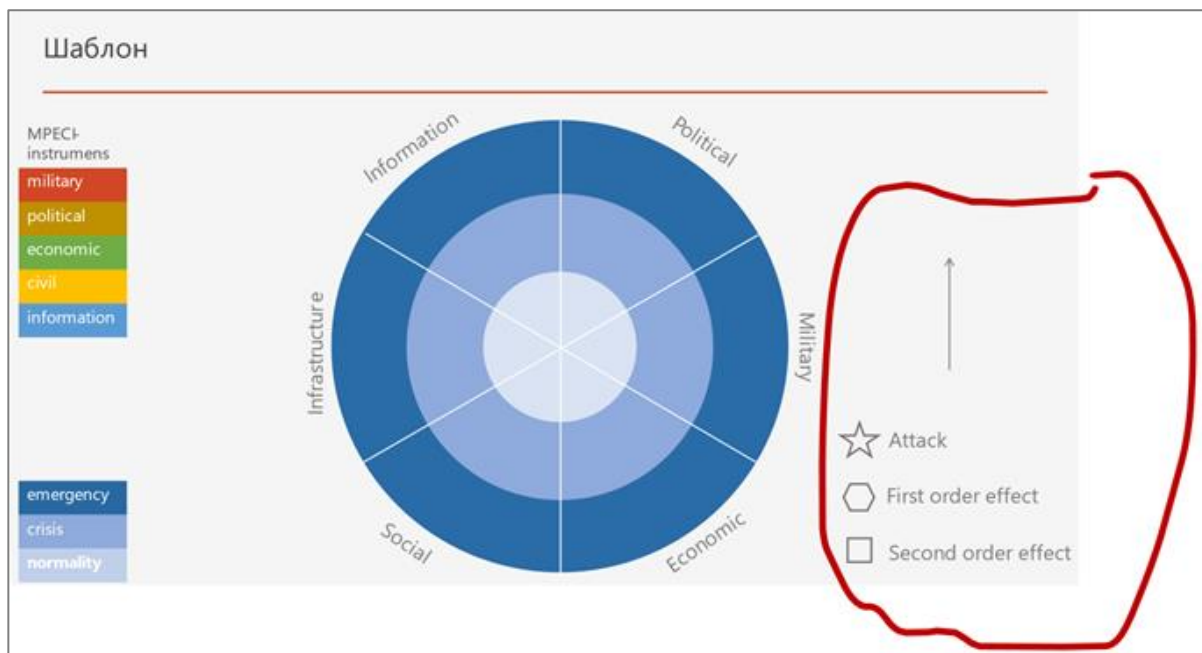 Шаблон
MPECI-
instrumens
military
political
economic
civil
information
emergency
crisis
normality
Information
Political
Infrastructure
Military
Social
Economic
Attack
First order effect
Second order effect